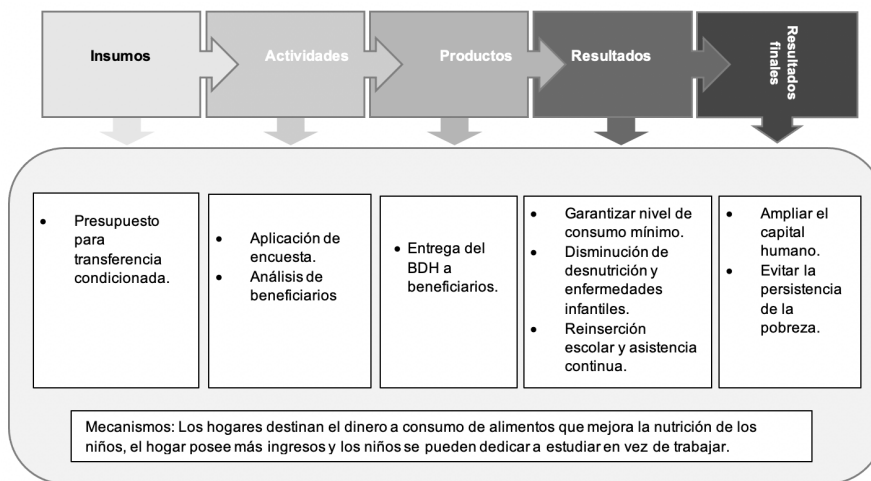 Insumos
Actividades
Productos
Resultados
Resultados
finales
• Presupuesto
para
transferencia
condicionada.
• Aplicación de
encuesta.
• Análisis de
beneficiarios
• Entrega del
BDH a
beneficiarios.
• Garantizar nivel de
consumo mínimo.
• Disminución de
desnutrición y
enfermedades
infantiles.
• Reinserción
escolar y asistencia
continua.
• Ampliar el
capital
humano.
• Evitar la
persistencia
de la
pobreza.
Mecanismos: Los hogares destinan el dinero a consumo de alimentos que mejora la nutrición de los
niños, el hogar posee más ingresos y los niños se pueden dedicar a estudiar en vez de trabajar.